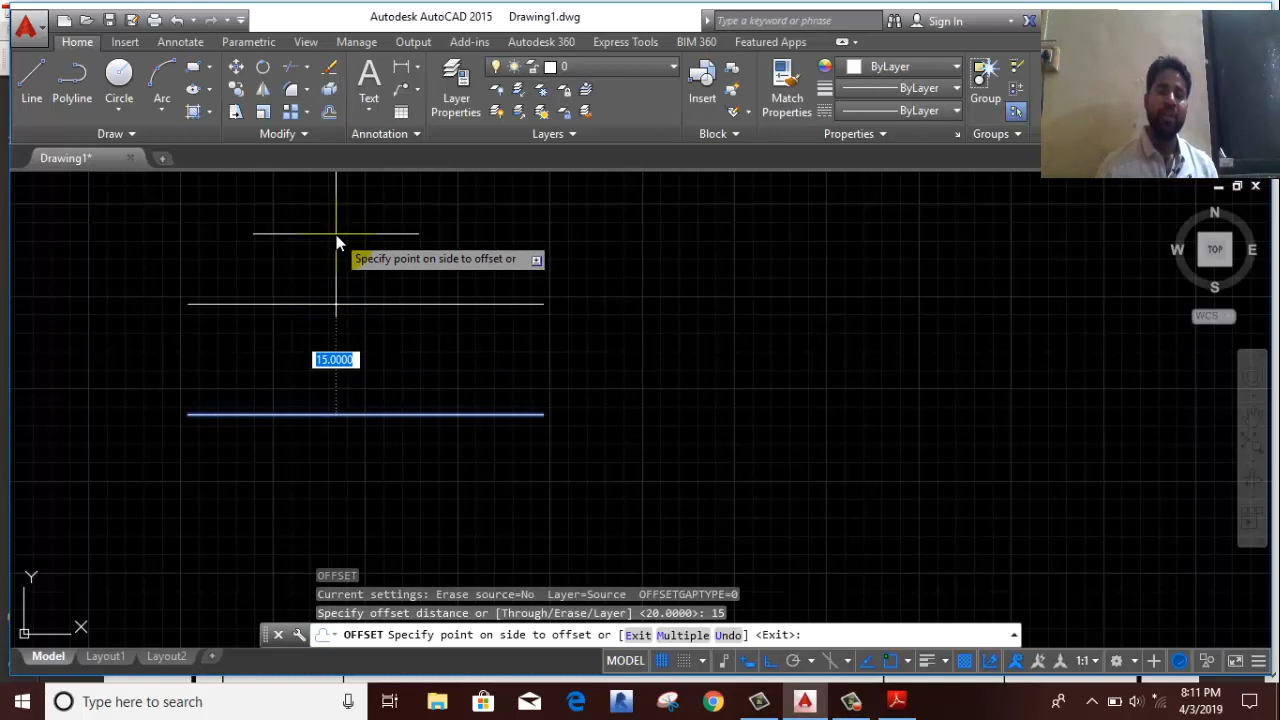 Autodesk AutoCAD 2015 Drawing1.dwg
Type a keyword or phrase
Sign In
Home Insert Annotate Parametric View Manage Output Add-ins Autodesk 360 Express Tools BIM 360 Featured Apps
0
ByLayer
Line Polyline Circle Arc
Text
Layer
Properties
Insert
Match
Properties
ByLayer
Group
ByLayer
Draw Modify Annotation Layers Block Properties Groups
Drawing1*
N
W TOP E
S
WCS
Specify point on side to offset or
15.0000
Y
X
OFFSET
Current settings: Erase source=No Layer=Source OFFSETGAPTYPE=0
Specify offset distance or [Through/Erase/Layer] <20.0000>: 15
OFFSET Specify point on side to offset or [Exit Multiple Undo] <Exit>:
Model Layout1 Layout2
MODEL
1:1
Type here to search
8:11 PM
4/3/2019